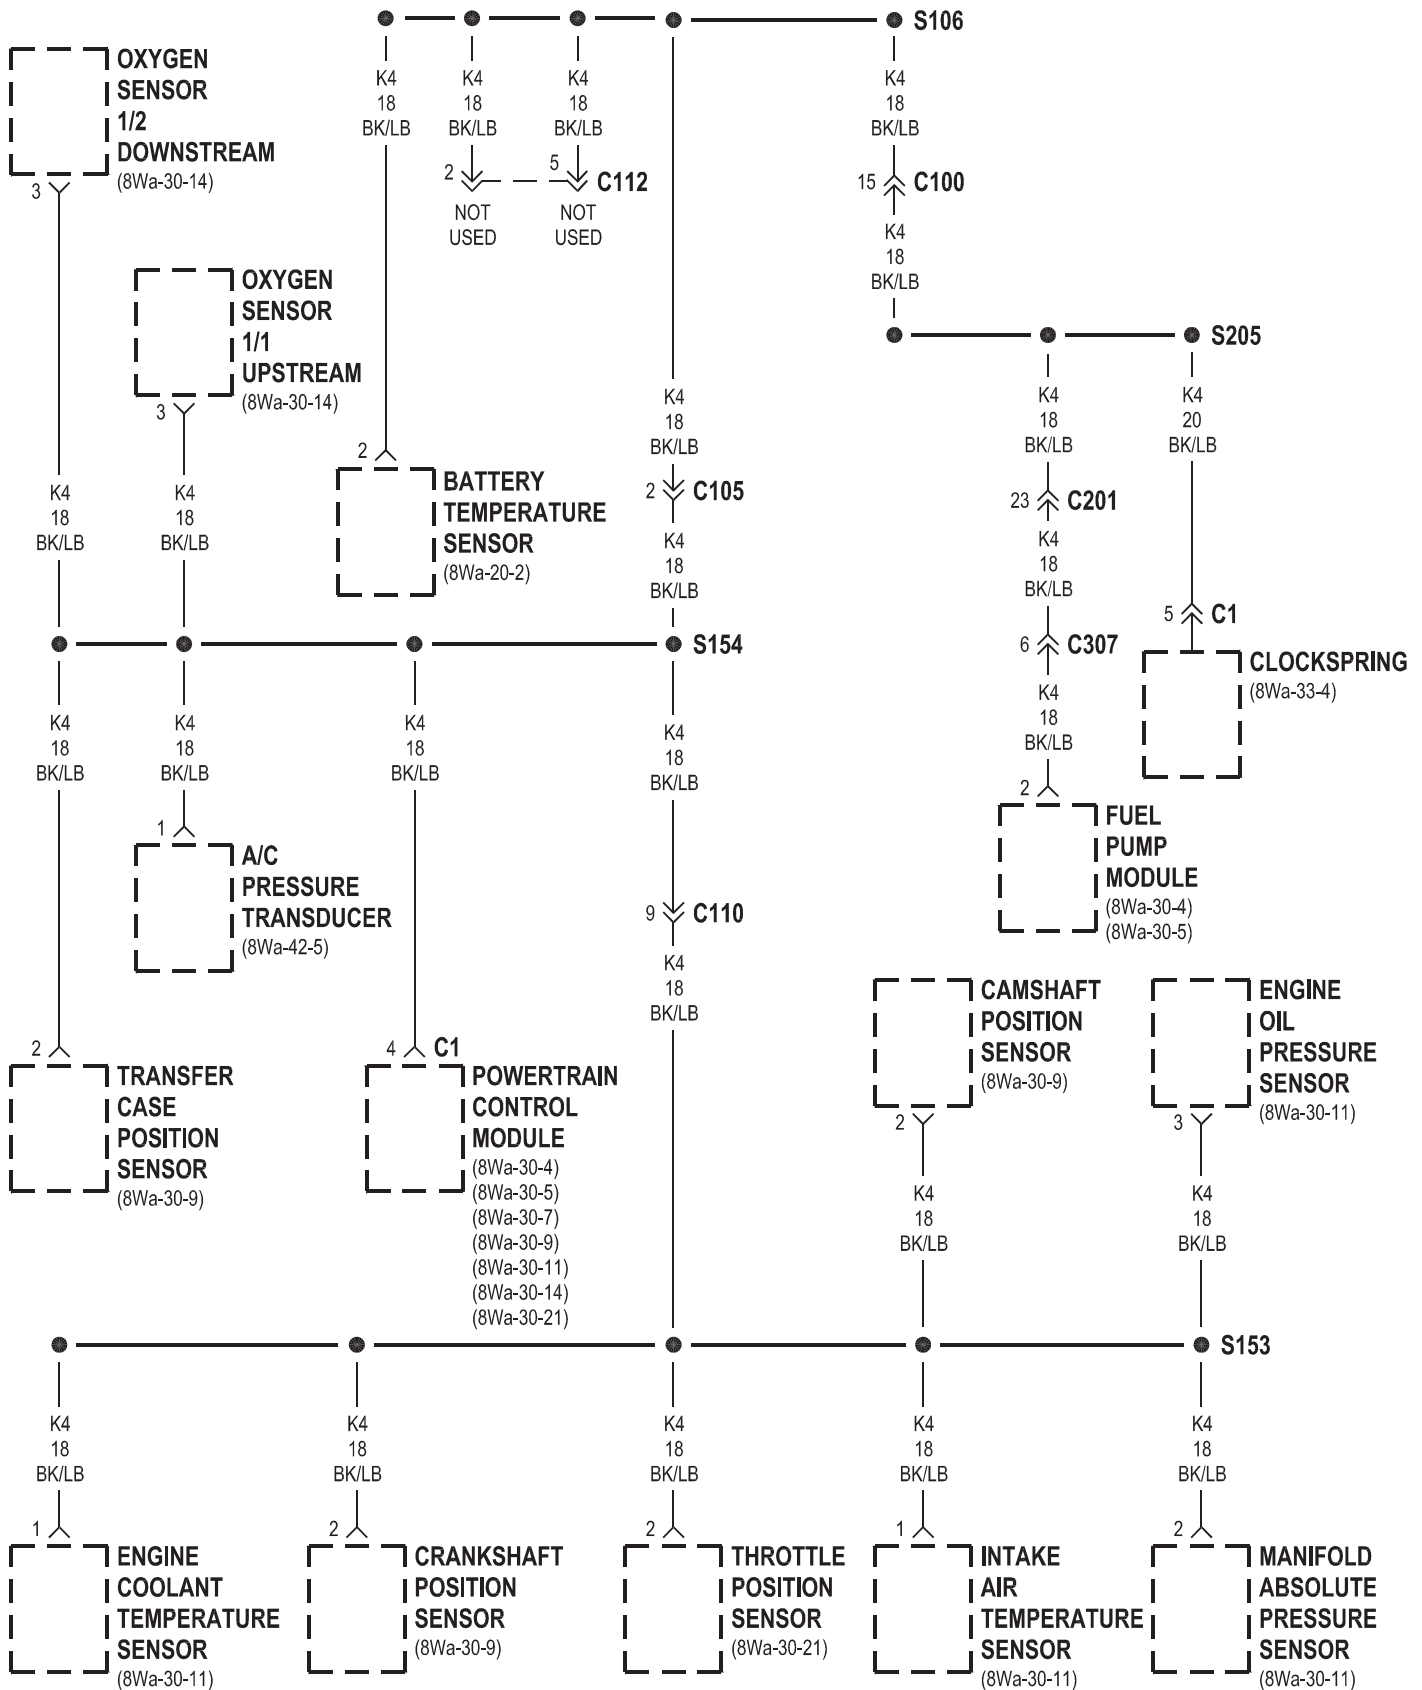 S106
OXYGEN
SENSOR
1/2
DOWNSTREAM
(8Wa-30-14)
3
K4
18
BK/LB
K4
18
BK/LB
K4
18
BK/LB
K4
18
BK/LB
2
5
C112
NOT
USED
NOT
USED
15
C100
K4
18
BK/LB
OXYGEN
SENSOR
1/1
UPSTREAM
(8Wa-30-14)
3
S205
K4
18
BK/LB
K4
18
BK/LB
K4
20
BK/LB
2
BATTERY
TEMPERATURE
SENSOR
(8Wa-20-2)
K4
18
BK/LB
K4
18
BK/LB
2
C105
K4
18
BK/LB
23
C201
K4
18
BK/LB
5
C1
CLOCKSPRING
(8Wa-33-4)
S154
6
C307
K4
18
BK/LB
K4
18
BK/LB
K4
18
BK/LB
K4
18
BK/LB
K4
18
BK/LB
2
FUEL
PUMP
MODULE
(8Wa-30-4)
(8Wa-30-5)
1
A/C
PRESSURE
TRANSDUCER
(8Wa-42-5)
9
C110
K4
18
BK/LB
CAMSHAFT
POSITION
SENSOR
(8Wa-30-9)
2
ENGINE
OIL
PRESSURE
SENSOR
(8Wa-30-11)
3
2
TRANSFER
CASE
POSITION
SENSOR
(8Wa-30-9)
4
C1
POWERTRAIN
CONTROL
MODULE
(8Wa-30-4)
(8Wa-30-5)
(8Wa-30-7)
(8Wa-30-9)
(8Wa-30-11)
(8Wa-30-14)
(8Wa-30-21)
K4
18
BK/LB
K4
18
BK/LB
S153
K4
18
BK/LB
K4
18
BK/LB
K4
18
BK/LB
K4
18
BK/LB
K4
18
BK/LB
1
ENGINE
COOLANT
TEMPERATURE
SENSOR
(8Wa-30-11)
2
CRANKSHAFT
POSITION
SENSOR
(8Wa-30-9)
2
THROTTLE
POSITION
SENSOR
(8Wa-30-21)
1
INTAKE
AIR
TEMPERATURE
SENSOR
(8Wa-30-11)
2
MANIFOLD
ABSOLUTE
PRESSURE
SENSOR
(8Wa-30-11)